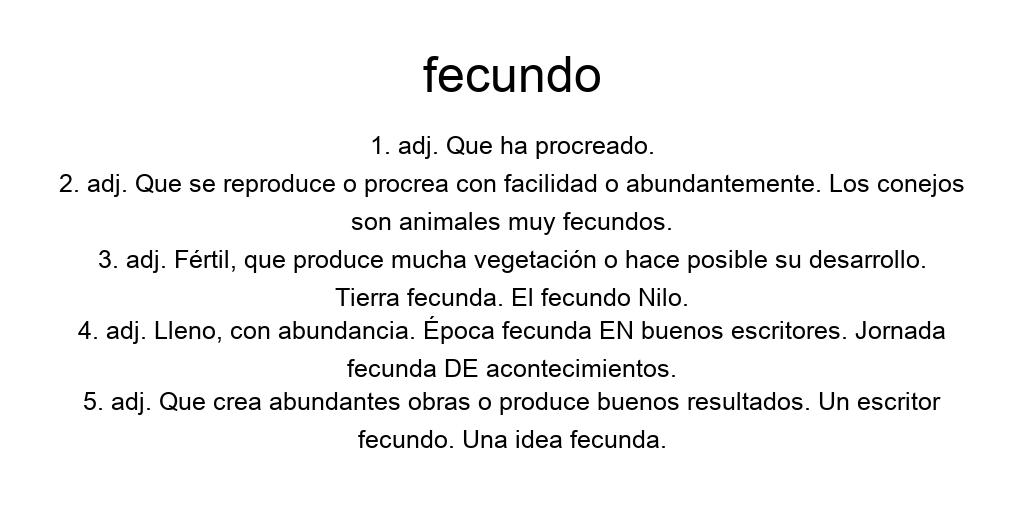 fecundo
1. adj. Que ha procreado.
2. adj. Que se reproduce o procrea con facilidad o abundantemente. Los conejos
son animales muy fecundos.
3. adj. Fértil, que produce mucha vegetación o hace posible su desarrollo.
Tierra fecunda. El fecundo Nilo.
4. adj. Lleno, con abundancia. Época fecunda EN buenos escritores. Jornada
fecunda DE acontecimientos.
5. adj. Que crea abundantes obras o produce buenos resultados. Un escritor
fecundo. Una idea fecunda.